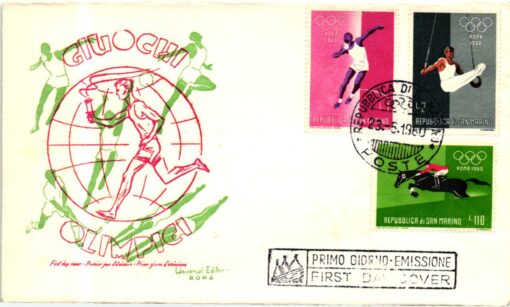 GIUOCHI
OLIMPICI
First day cover - Premier jour d'émission - Primo giorno d'emissione
Universal Editrice
ROMA
ROMA
1960
REPUBBLICA DI SAN MARINO
ROMA
1960
L.2
REPUBBLICA DI SAN MARINO
REPUBBLICA DI
23.5.1960
POSTE
ROMA 1960
REPUBBLICA DI SAN MARINO L.110
PRIMO GIORNO-EMISSIONE
FIRST DAY COVER